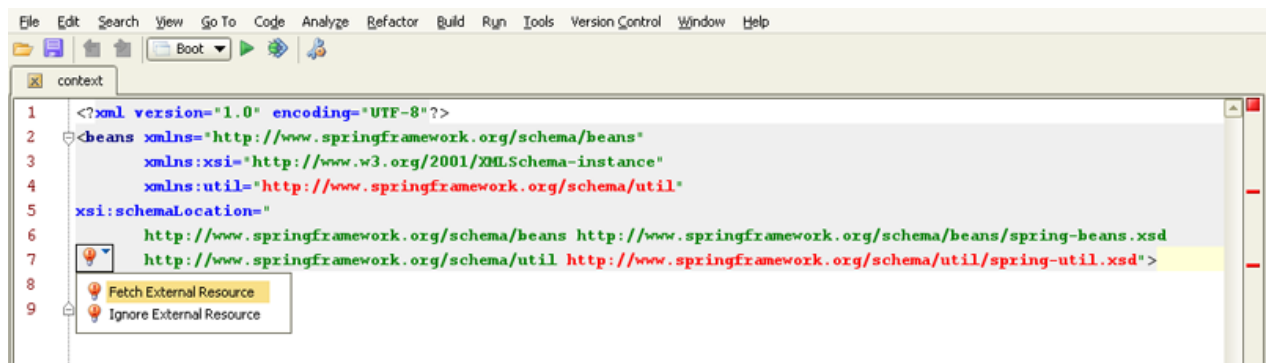 File Edit Search View Go To Code Analyze Refactor Build Run Tools Version Control Window Help
Boot
context
1 <?xml version="1.0" encoding="UTF-8"?>
2 <beans xmlns="http://www.springframework.org/schema/beans"
3 xmlns:xsi="http://www.w3.org/2001/XMLSchema-instance"
4 xmlns:util="http://www.springframework.org/schema/util"
5 xsi:schemaLocation="
6 http://www.springframework.org/schema/beans http://www.springframework.org/schema/beans/spring-beans.xsd
7 http://www.springframework.org/schema/util http://www.springframework.org/schema/util/spring-util.xsd">
8 Fetch External Resource
9 Ignore External Resource